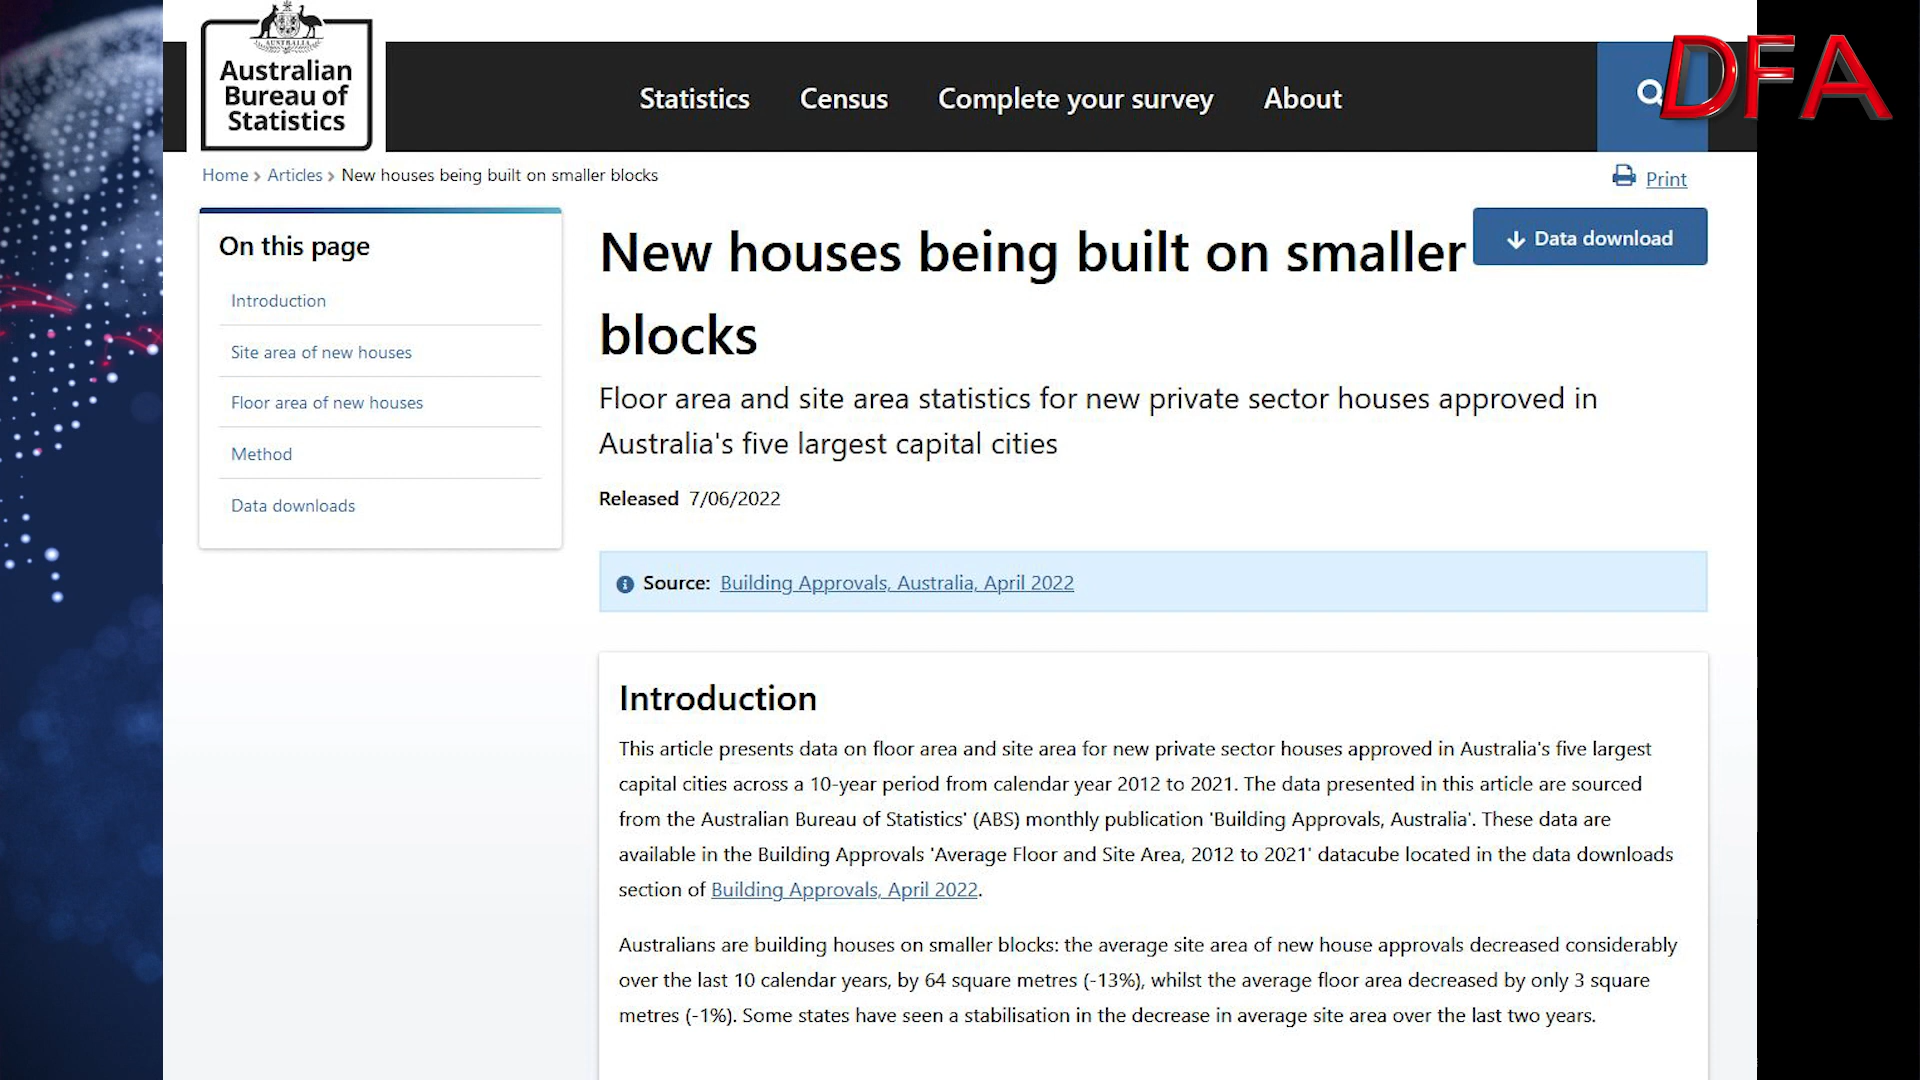 AUSTRALIA
Australian
Bureau of
Statistics
Statistics
Census
Complete your survey
About
DFA
Home > Articles > New houses being built on smaller blocks
Print
On this page
Introduction
Site area of new houses
Floor area of new houses
Method
Data downloads
New houses being built on smaller
blocks
Data download
Floor area and site area statistics for new private sector houses approved in
Australia's five largest capital cities
Released 7/06/2022
Source: Building Approvals, Australia, April 2022
Introduction
This article presents data on floor area and site area for new private sector houses approved in Australia's five largest
capital cities across a 10-year period from calendar year 2012 to 2021. The data presented in this article are sourced
from the Australian Bureau of Statistics' (ABS) monthly publication 'Building Approvals, Australia'. These data are
available in the Building Approvals 'Average Floor and Site Area, 2012 to 2021' datacube located in the data downloads
section of Building Approvals, April 2022.
Australians are building houses on smaller blocks: the average site area of new house approvals decreased considerably
over the last 10 calendar years, by 64 square metres (-13%), whilst the average floor area decreased by only 3 square
metres (-1%). Some states have seen a stabilisation in the decrease in average site area over the last two years.